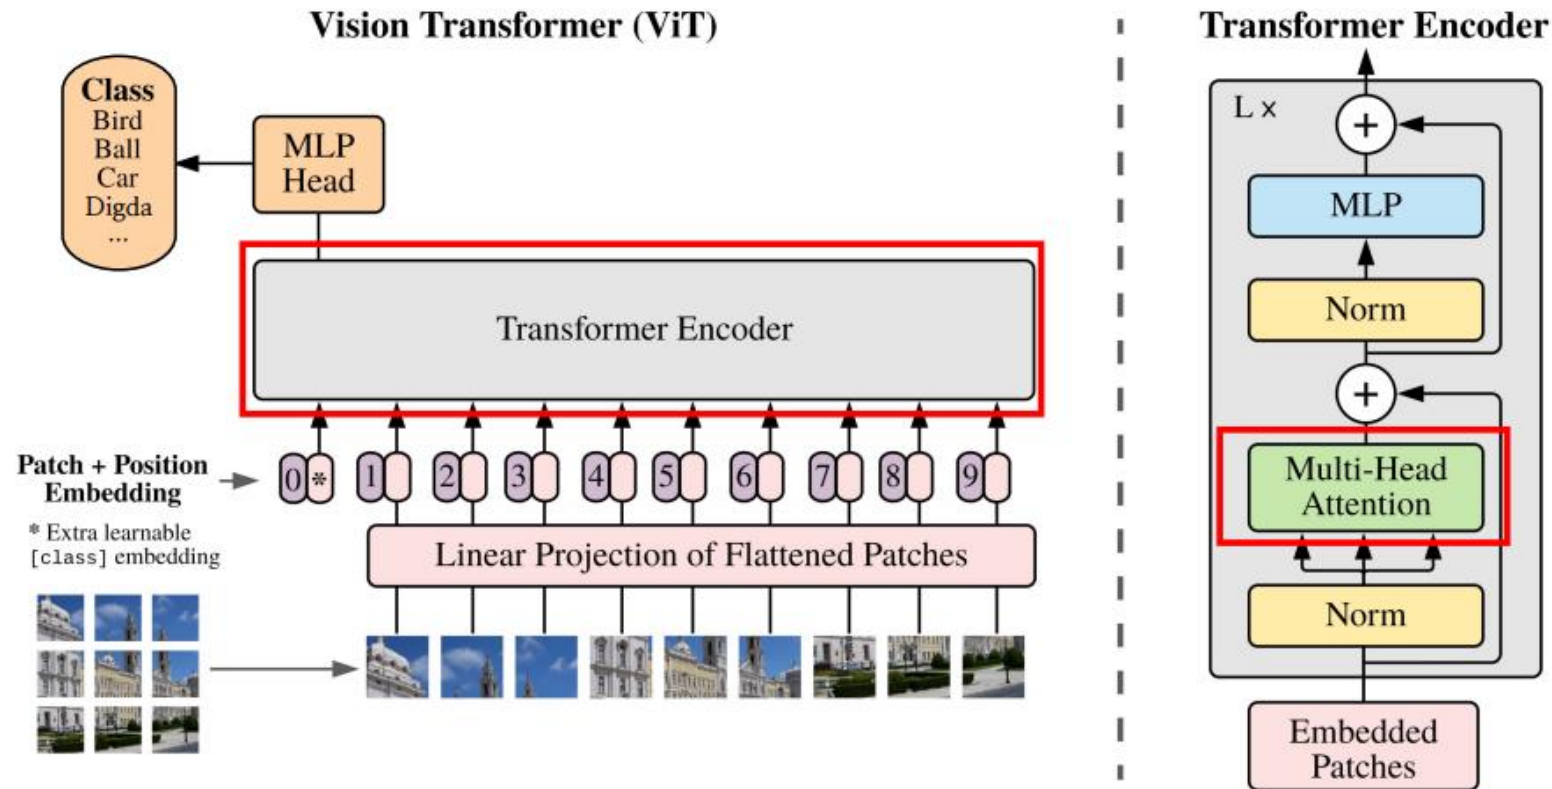 Vision Transformer (ViT)
Class
Bird
Ball
Car
Digda
...
MLP
Head
Transformer Encoder
Patch + Position
Embedding
0 * 1 2 3 4 5 6 7 8 9
* Extra learnable
[class] embedding
Linear Projection of Flattened Patches
Transformer Encoder
L ×
+
MLP
Norm
+
Multi-Head
Attention
Norm
Embedded
Patches